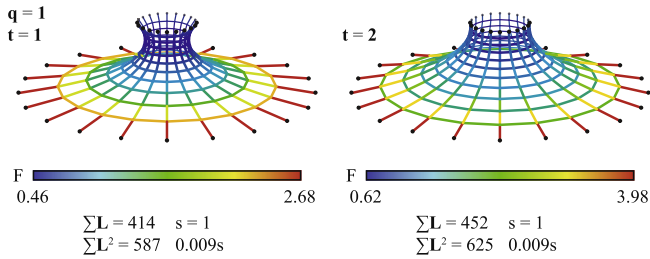 q = 1
t = 1
F
0.46 2.68
∑L = 414 s = 1
∑L² = 587 0.009s
t = 2
F
0.62 3.98
∑L = 452 s = 1
∑L² = 625 0.009s